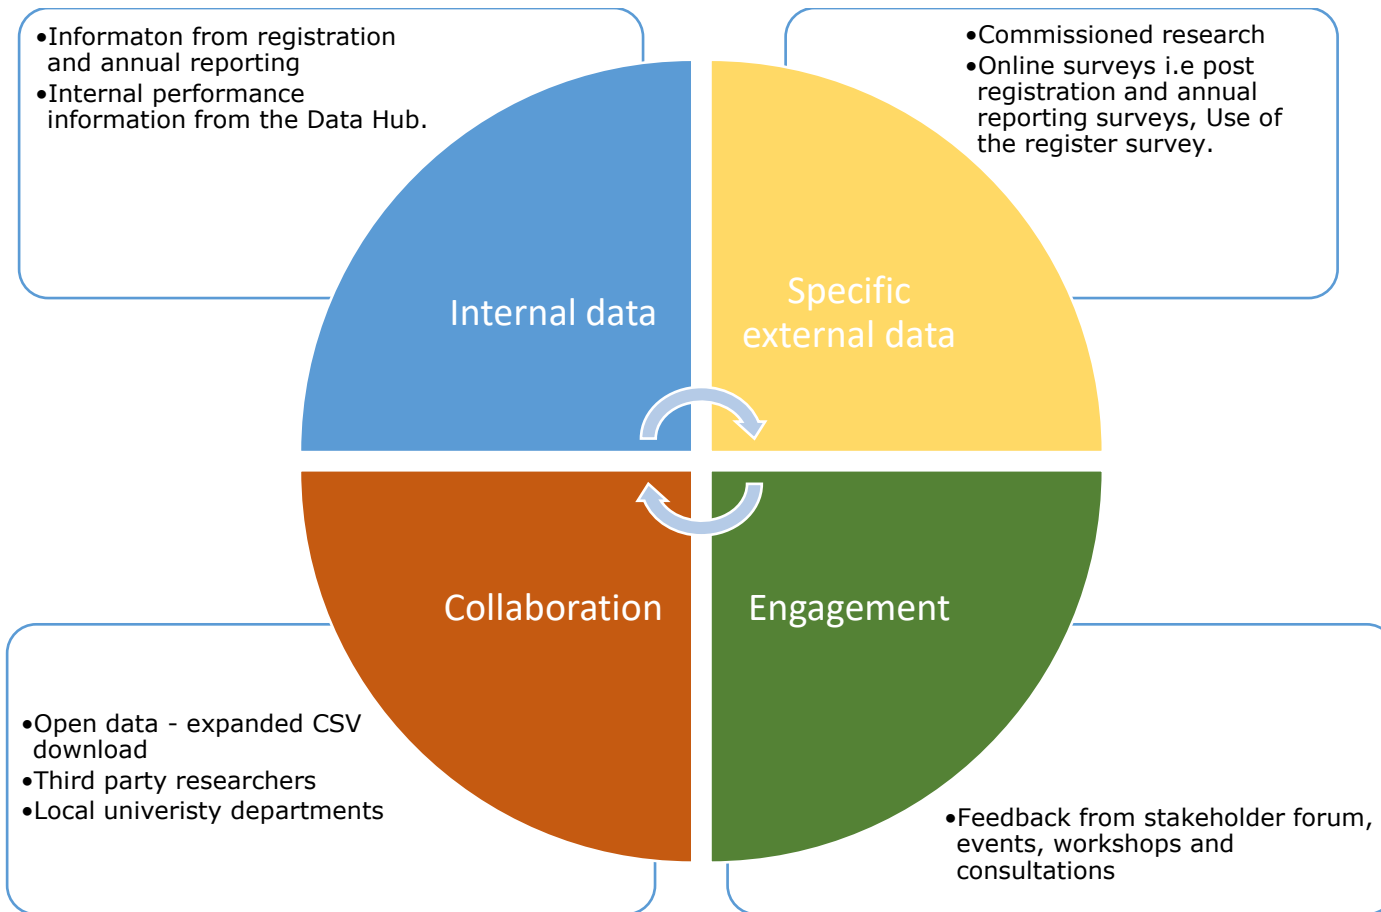 •Informaton from registration
and annual reporting
•Internal performance
information from the Data Hub.
•Commissioned research
•Online surveys i.e post
registration and annual
reporting surveys, Use of
the register survey.
Internal data
Specific
external data
Collaboration
Engagement
•Open data - expanded CSV
download
•Third party researchers
•Local univeristy departments
•Feedback from stakeholder forum,
events, workshops and
consultations